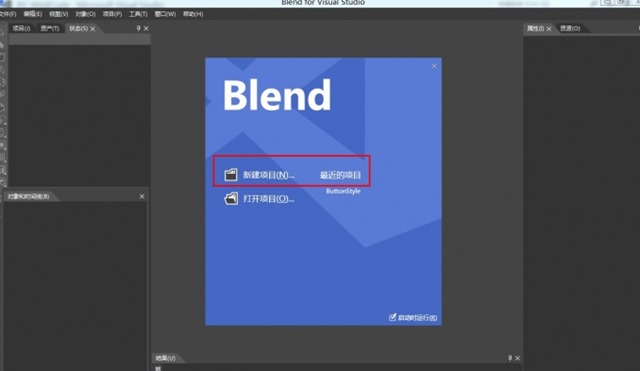 Blend for Visual Studio
文件(F) 编辑(E) 视图(V) 对象(O) 项目(P) 工具(T) 窗口(W) 帮助(H)
项目(J) 资产(T) 状态(S)
属性(I) 资源(O)
Blend
新建项目(N)... 最近的项目
ButtonStyle
打开项目(O)...
对象和时间线(B)
启动时运行(R)
结果(U)